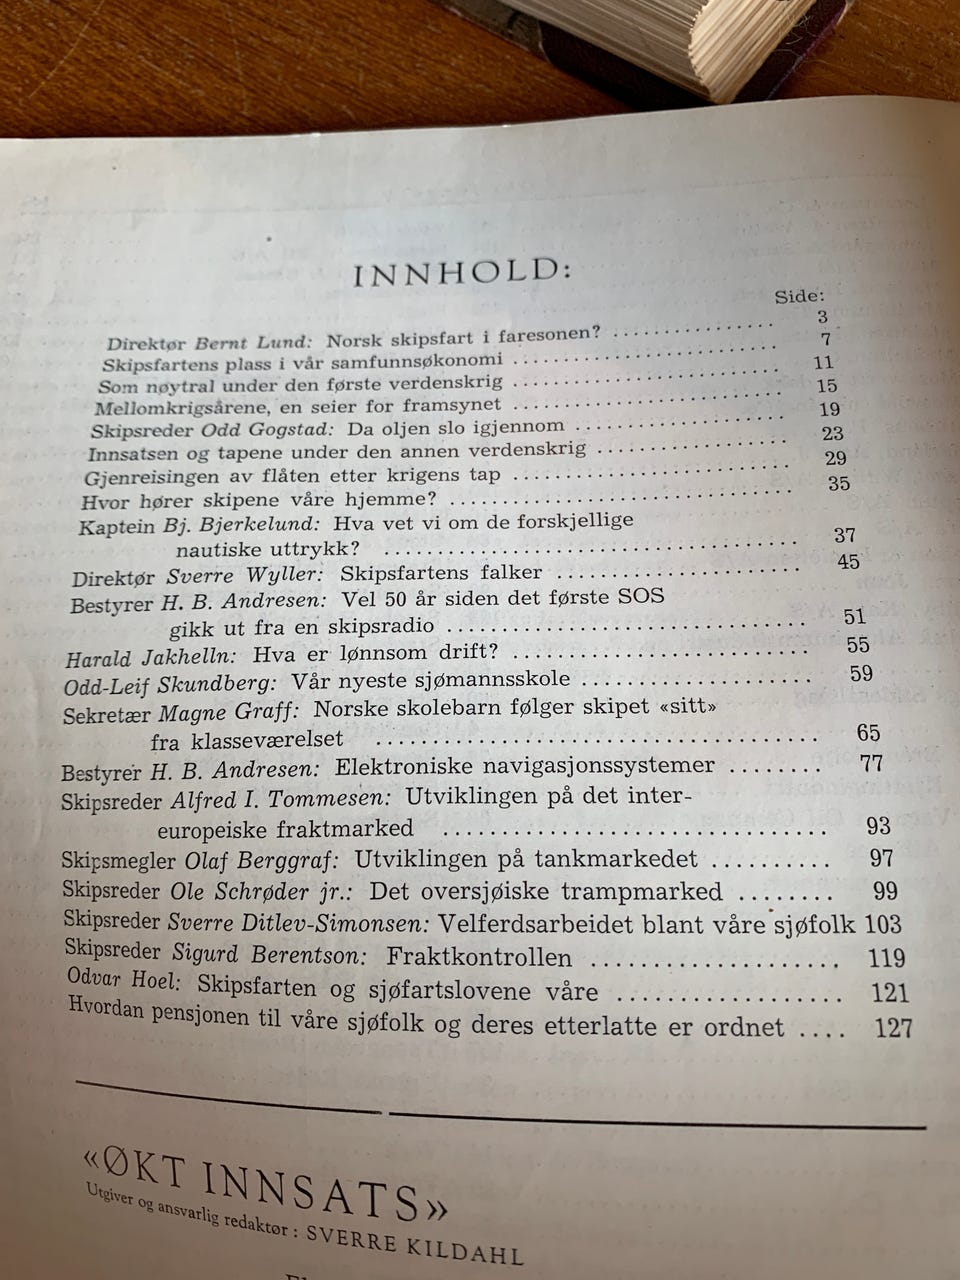 INNHOLD:
Side:
Direktør Bernt Lund: Norsk skipsfart i faresonen? ................ 3
Skipsfartens plass i vår samfunnsøkonomi ........................ 7
Som nøytral under den første verdenskrig ........................ 11
Mellomkrigsårene, en seier for framsynet ........................ 15
Skipsreder Odd Gogstad: Da oljen slo igjennom .................. 19
Innsatsen og tapene under den annen verdenskrig ................ 23
Gjenreisingen av flåten etter krigens tap ........................ 29
Hvor hører skipene våre hjemme? .............................. 35
Kaptein Bj. Bjerkelund: Hva vet vi om de forskjellige
nautiske uttrykk? .................................... 37
Direktør Sverre Wyller: Skipsfartens falker ...................... 45
Bestyrer H. B. Andresen: Vel 50 år siden det første SOS
gikk ut fra en skipsradio ............................... 51
Harald Jakhelln: Hva er lønnsom drift? ......................... 55
Odd-Leif Skundberg: Vår nyeste sjømannsskole ................... 59
Sekretær Magne Graff: Norske skolebarn følger skipet «sitt»
fra klasseværelset .................................... 65
Bestyrer H. B. Andresen: Elektroniske navigasjonssystemer ........ 77
Skipsreder Alfred I. Tommesen: Utviklingen på det inter-
europeiske fraktmarked ............................... 93
Skipsmegler Olaf Berggraf: Utviklingen på tankmarkedet .......... 97
Skipsreder Ole Schrøder jr.: Det oversjøiske trampmarked ........ 99
Skipsreder Sverre Ditlev-Simonsen: Velferdsarbeidet blant våre sjøfolk 103
Skipsreder Sigurd Berentson: Fraktkontrollen .................... 119
Odvar Hoel: Skipsfarten og sjøfartslovene våre .................. 121
Hvordan pensjonen til våre sjøfolk og deres etterlatte er ordnet .... 127
«ØKT INNSATS»
Utgiver og ansvarlig redaktør: SVERRE KILDAHL